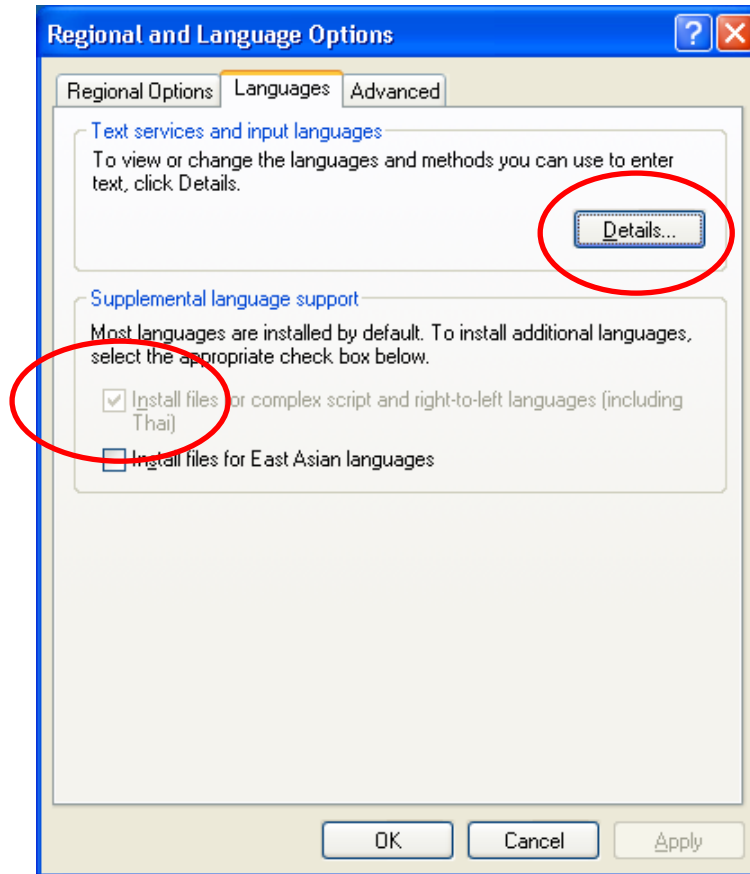 Regional and Language Options
Regional Options Languages Advanced
Text services and input languages
To view or change the languages and methods you can use to enter
text, click Details.
Details...
Supplemental language support
Most languages are installed by default. To install additional languages,
select the appropriate check box below.
Install files for complex script and right-to-left languages (including
Thai)
Install files for East Asian languages
OK Cancel Apply